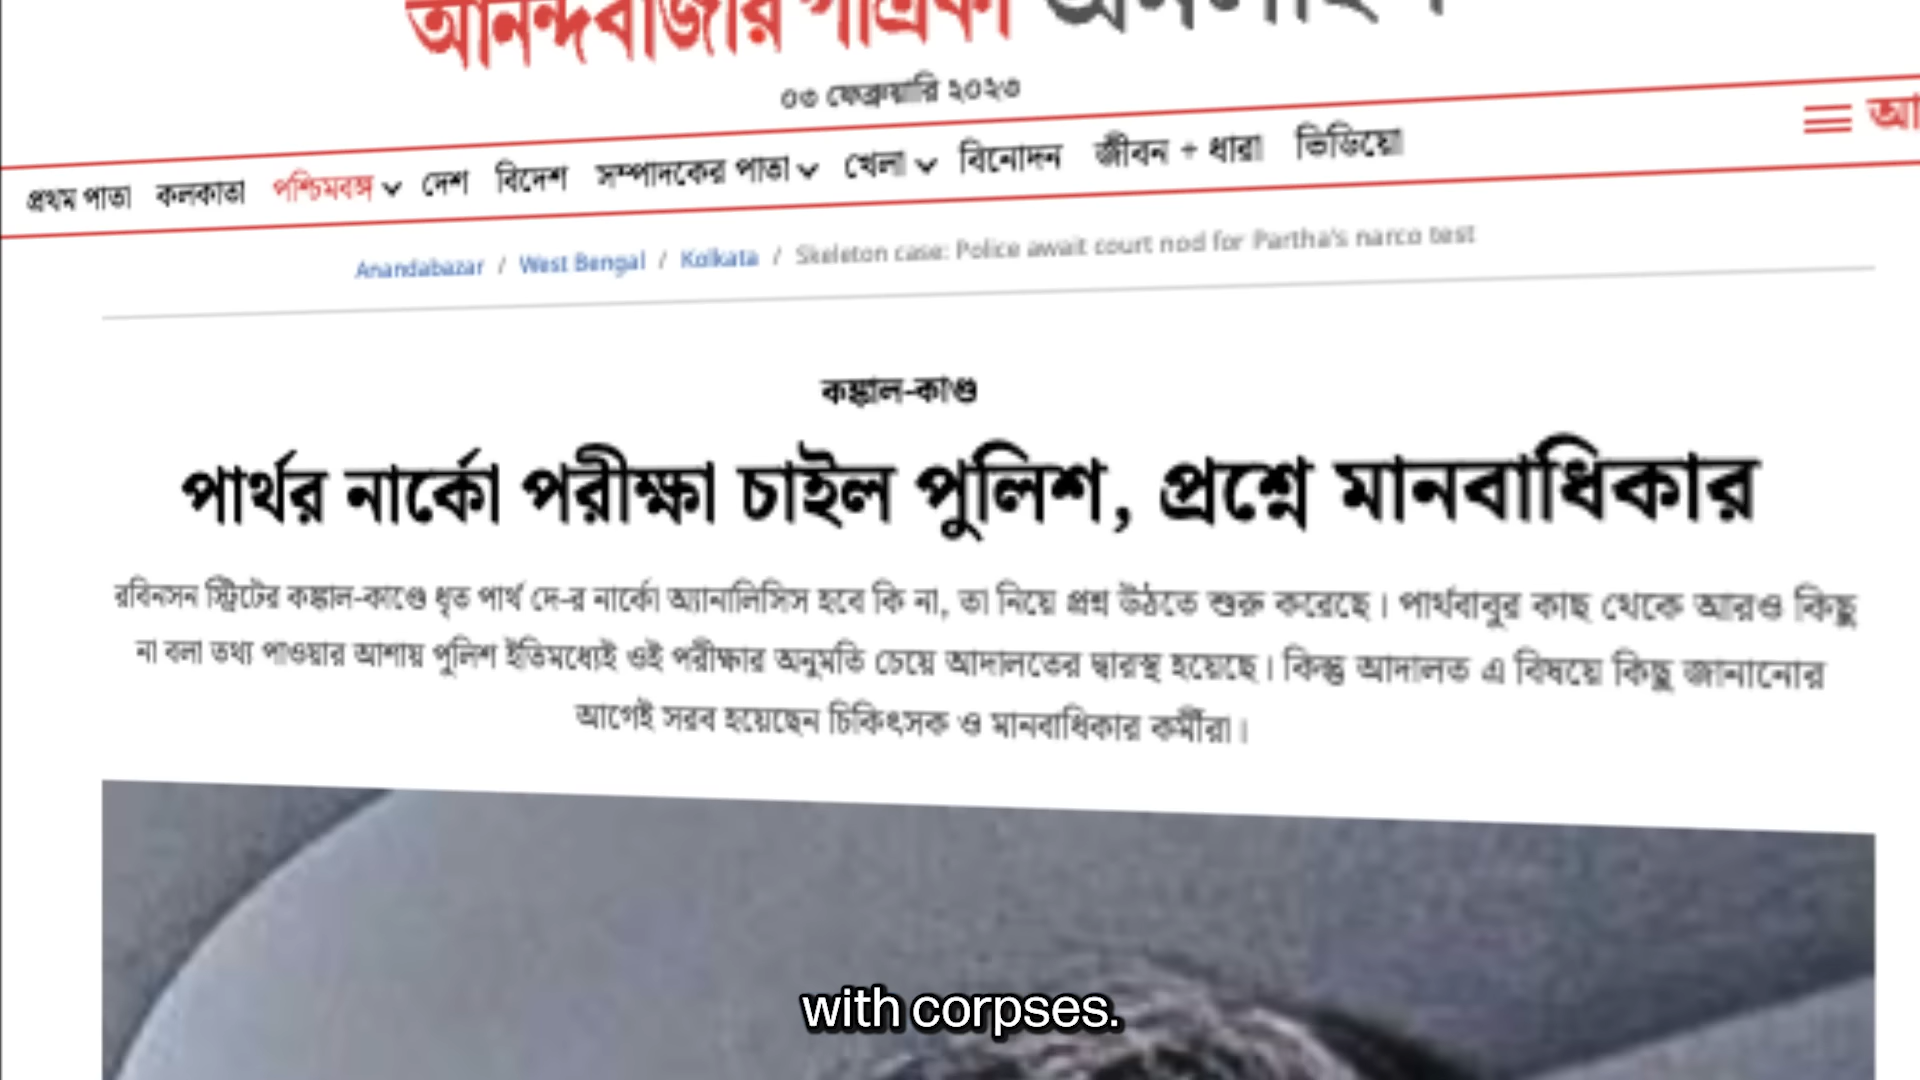 আনন্দবাজার পত্রিকা অনলাইন
০৩ ফেব্রুয়ারি ২০২৩
আ
প্রথম পাতা কলকাতা পশ্চিমবঙ্গ দেশ বিদেশ সম্পাদকের পাতা খেলা বিনোদন জীবন + ধারা ভিডিয়ো
Anandabazar / West Bengal / Kolkata / Skeleton case: Police await court nod for Partha's narco test
কঙ্কাল-কাণ্ড
পার্থর নার্কো পরীক্ষা চাইল পুলিশ, প্রশ্নে মানবাধিকার
রবিনসন স্ট্রিটের কঙ্কাল-কাণ্ডে ধৃত পার্থ দে-র নার্কো অ্যানালিসিস হবে কি না, তা নিয়ে প্রশ্ন উঠতে শুরু করেছে। পার্থবাবুর কাছ থেকে আরও কিছু
না বলা তথ্য পাওয়ার আশায় পুলিশ ইতিমধ্যেই ওই পরীক্ষার অনুমতি চেয়ে আদালতের দ্বারস্থ হয়েছে। কিন্তু আদালত এ বিষয়ে কিছু জানানোর
আগেই সরব হয়েছেন চিকিৎসক ও মানবাধিকার কর্মীরা।
with corpses.